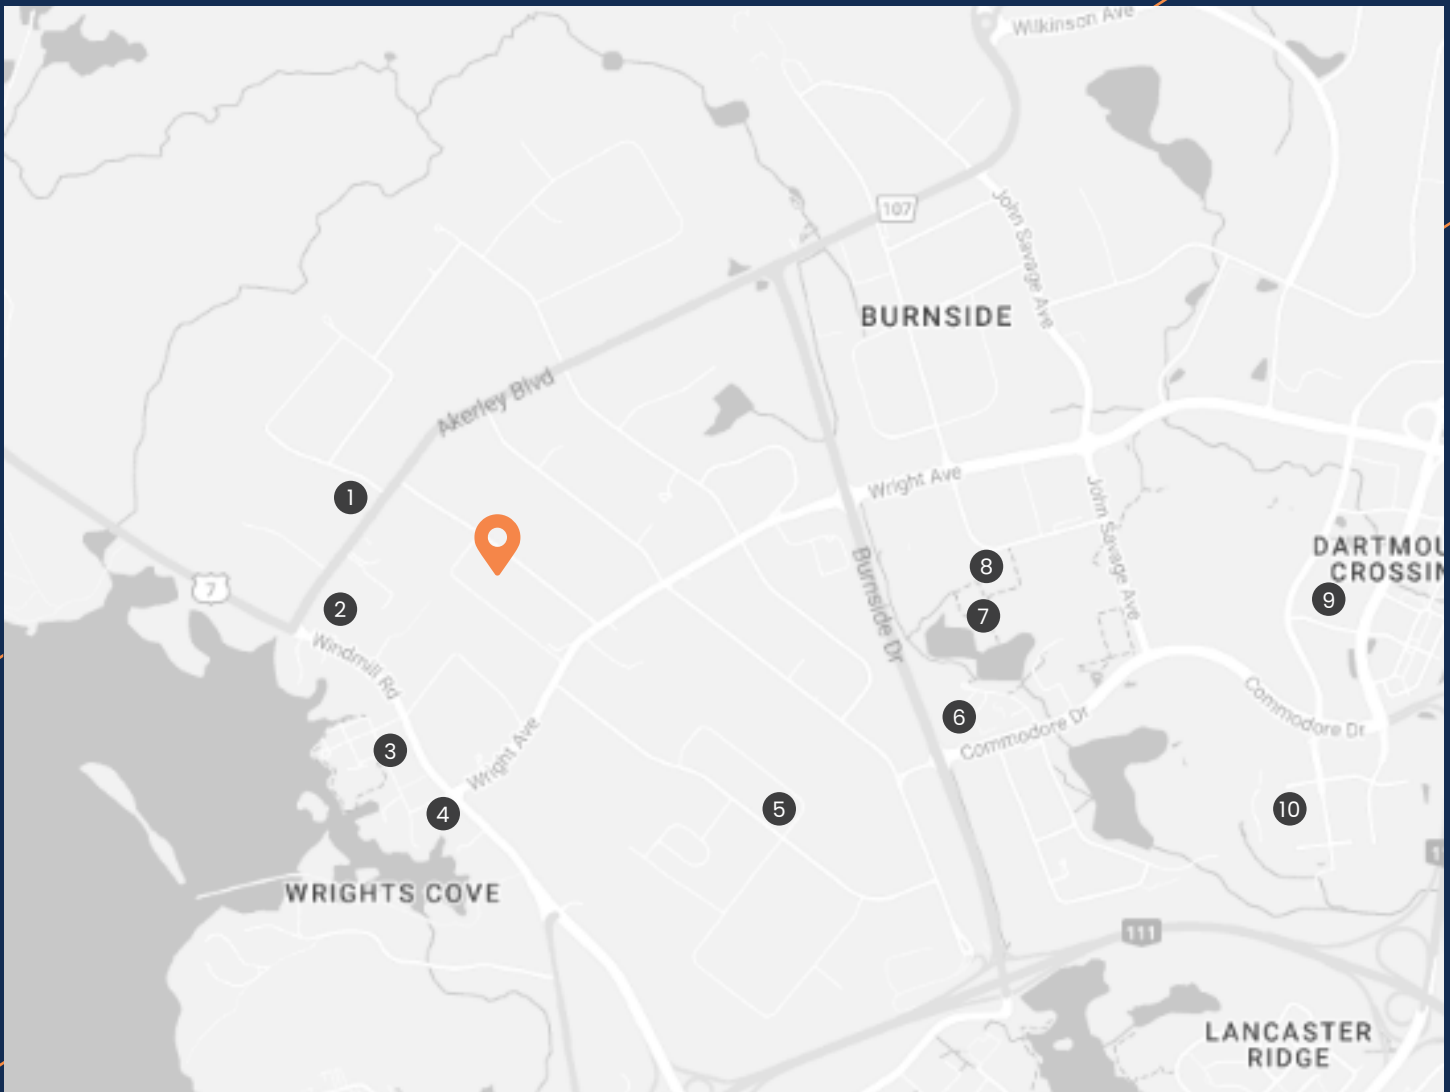 Wilkinson Ave
107
John Savage Ave
BURNSIDE
Akerley Blvd
Wright Ave
1
John Savage Ave
DARTMOU
CROSSIN
Burnside Dr
8
7
2
7
9
Windmill Rd
6
Commodore Dr
Commodore Dr
3
Wright Ave
4
5
10
WRIGHTS COVE
1
111
LANCASTER
RIDGE